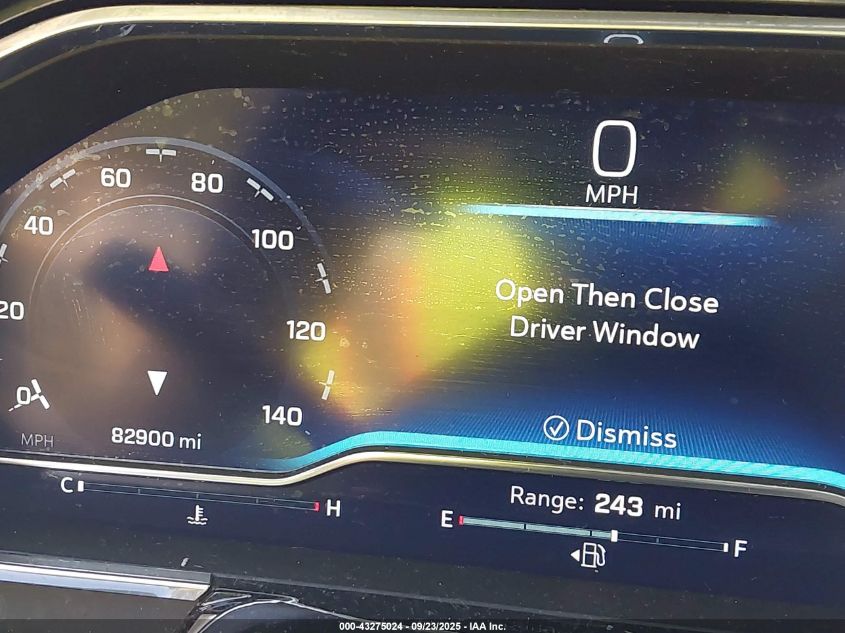 0
MPH
60
80
40
100
20
120
0
140
MPH
82900 mi
Open Then Close
Driver Window
Dismiss
C
H
Range: 243 mi
E
F
000-43275024 - 09/23/2025 - IAA Inc.